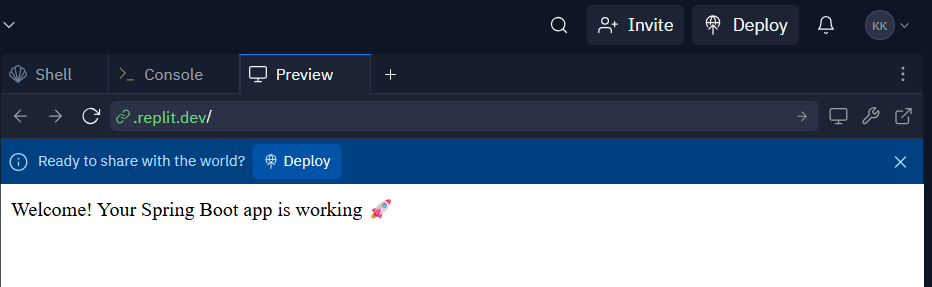 Invite Deploy KK
Shell Console Preview
.replit.dev/
Ready to share with the world? Deploy
Welcome! Your Spring Boot app is working 🚀